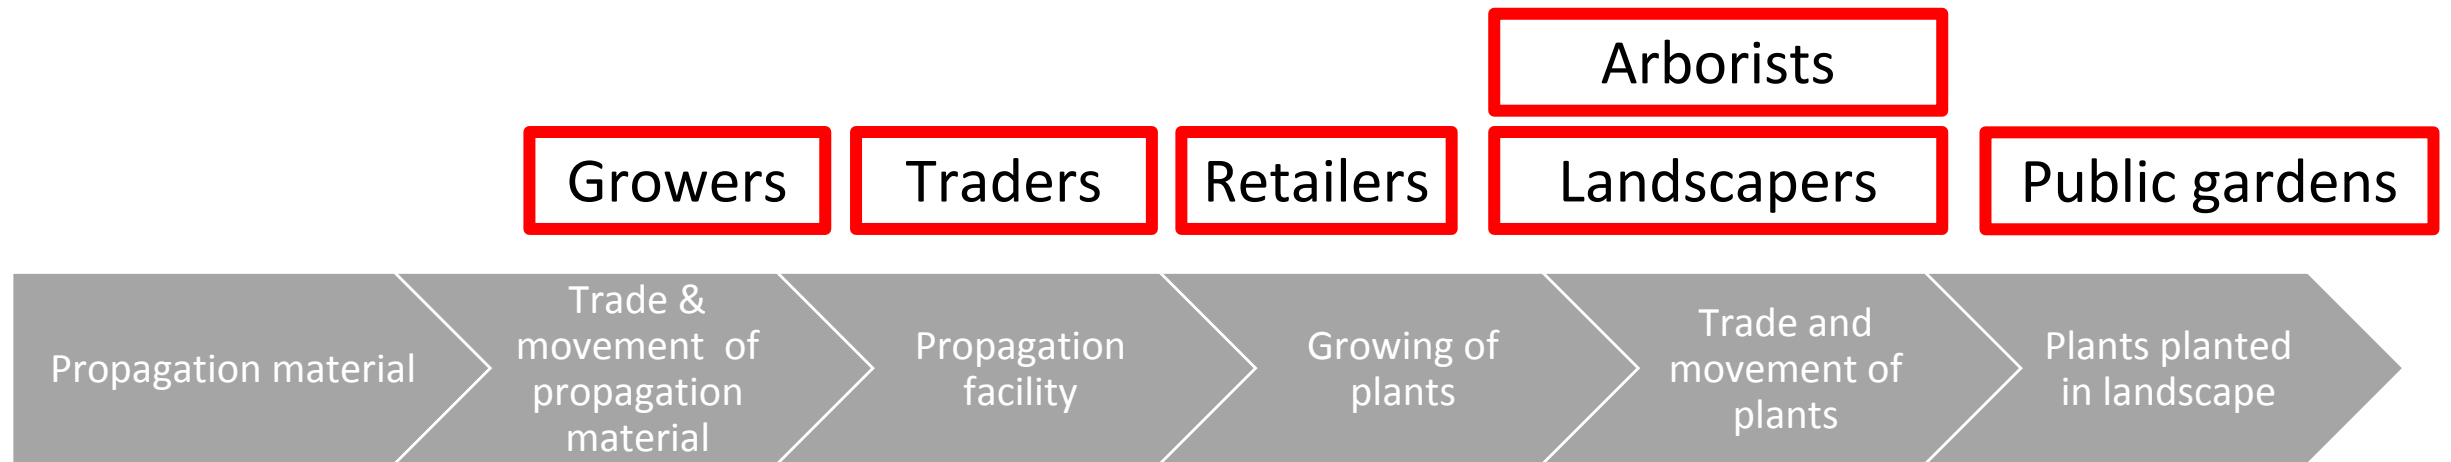 Arborists
Growers
Traders
Retailers
Landscapers
Public gardens
Propagation material
Trade &
movement of
propagation
material
Propagation
facility
Growing of
plants
Trade and
movement of
plants
Plants planted
in landscape